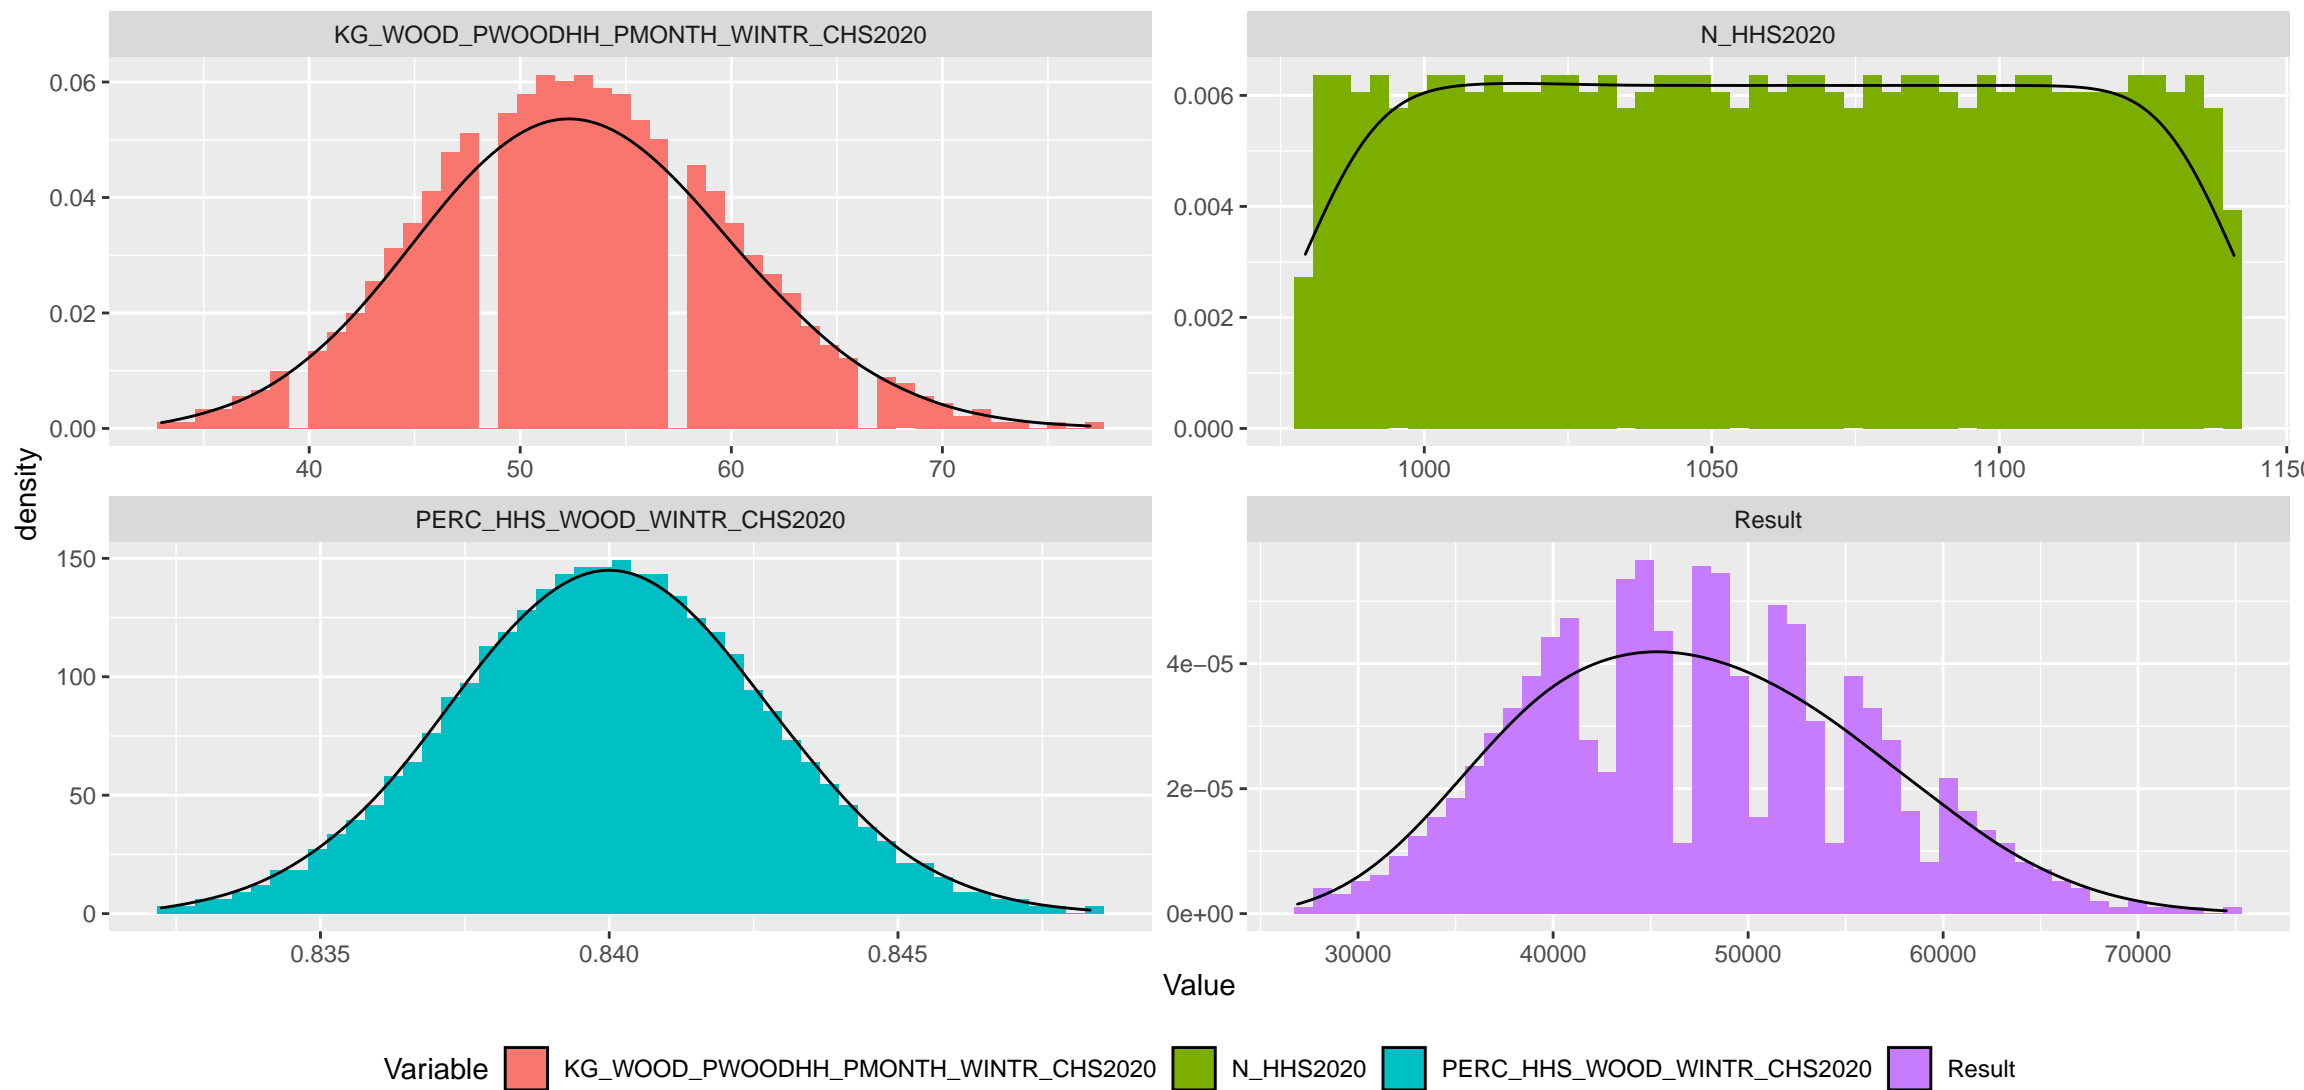 KG_WOOD_PWOODHH_PMONTH_WINTR_CHS2020
N_HHS2020
0.06
0.04
0.02
0.00
40 50 60 70
0.006
0.004
0.002
0.000
1000 1050 1100 115
density
PERC_HHS_WOOD_WINTR_CHS2020
Result
150
100
50
0
0.835 0.840 0.845
4e−05
2e−05
0e+00
30000 40000 50000 60000 70000
Value
Variable KG_WOOD_PWOODHH_PMONTH_WINTR_CHS2020 N_HHS2020 PERC_HHS_WOOD_WINTR_CHS2020 Result